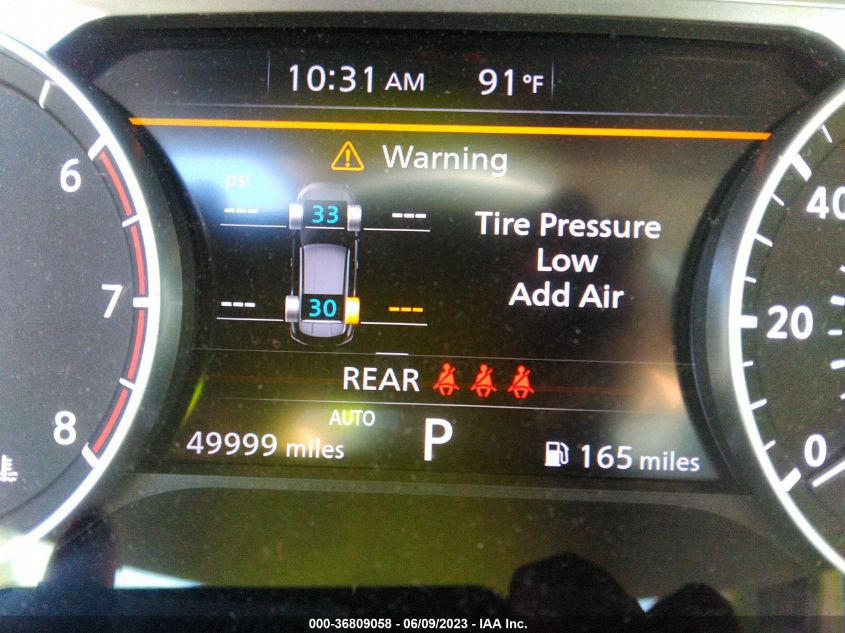 10:31 AM 91°F
Warning
psi
--- 33 ---
Tire Pressure
Low
Add Air
--- 30 ---
REAR
AUTO
49999 miles P 165 miles
6
7
8
40
20
0
000-36809058 - 06/09/2023 - IAA Inc.